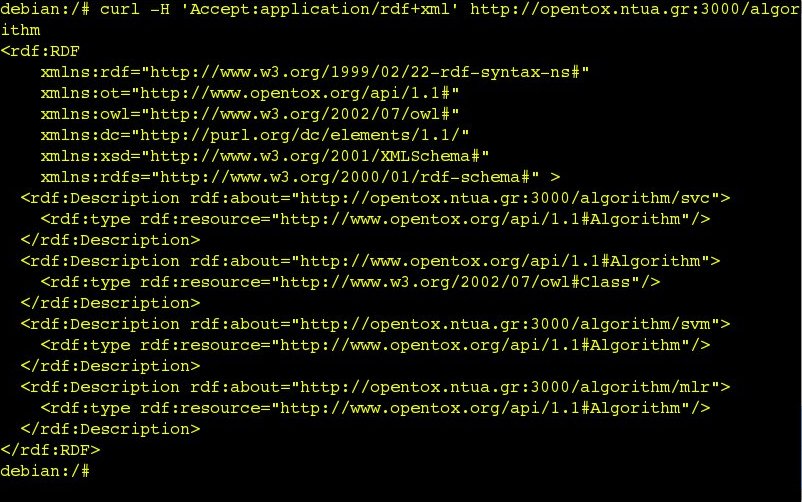 debian:/# curl -H 'Accept:application/rdf+xml' http://opentox.ntua.gr:3000/algor
ithm
<rdf:RDF
    xmlns:rdf="http://www.w3.org/1999/02/22-rdf-syntax-ns#"
    xmlns:ot="http://www.opentox.org/api/1.1#"
    xmlns:owl="http://www.w3.org/2002/07/owl#"
    xmlns:dc="http://purl.org/dc/elements/1.1/"
    xmlns:xsd="http://www.w3.org/2001/XMLSchema#"
    xmlns:rdfs="http://www.w3.org/2000/01/rdf-schema#" >
  <rdf:Description rdf:about="http://opentox.ntua.gr:3000/algorithm/svc">
    <rdf:type rdf:resource="http://www.opentox.org/api/1.1#Algorithm"/>
  </rdf:Description>
  <rdf:Description rdf:about="http://www.opentox.org/api/1.1#Algorithm">
    <rdf:type rdf:resource="http://www.w3.org/2002/07/owl#Class"/>
  </rdf:Description>
  <rdf:Description rdf:about="http://opentox.ntua.gr:3000/algorithm/svm">
    <rdf:type rdf:resource="http://www.opentox.org/api/1.1#Algorithm"/>
  </rdf:Description>
  <rdf:Description rdf:about="http://opentox.ntua.gr:3000/algorithm/mlr">
    <rdf:type rdf:resource="http://www.opentox.org/api/1.1#Algorithm"/>
  </rdf:Description>
</rdf:RDF>
debian:/#